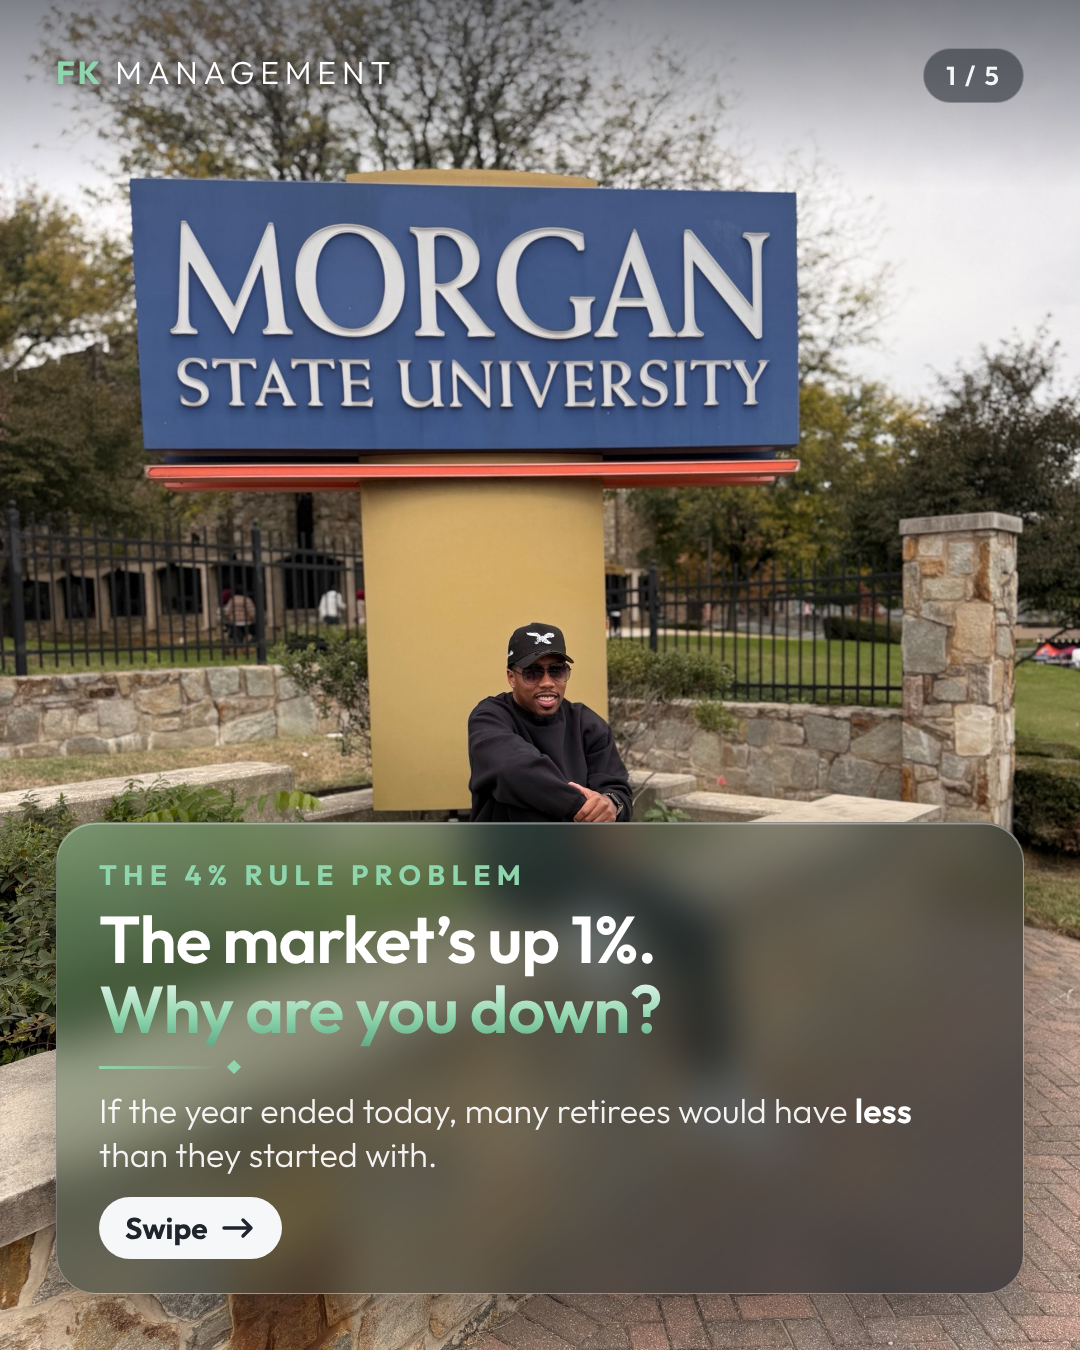 FK MANAGEMENT
1 / 5
MORGAN
STATE UNIVERSITY
THE 4% RULE PROBLEM
The market’s up 1%.
Why are you down?
If the year ended today, many retirees would have less
than they started with.
Swipe →